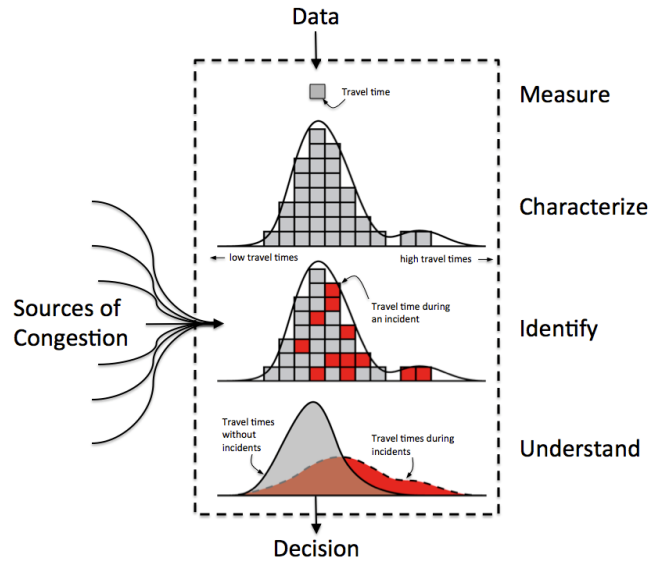 Data
Travel time
Measure
Characterize
low travel times
high travel times
Sources of
Congestion
Travel time during
an incident
Identify
Travel times
without
incidents
Travel times during
incidents
Understand
Decision